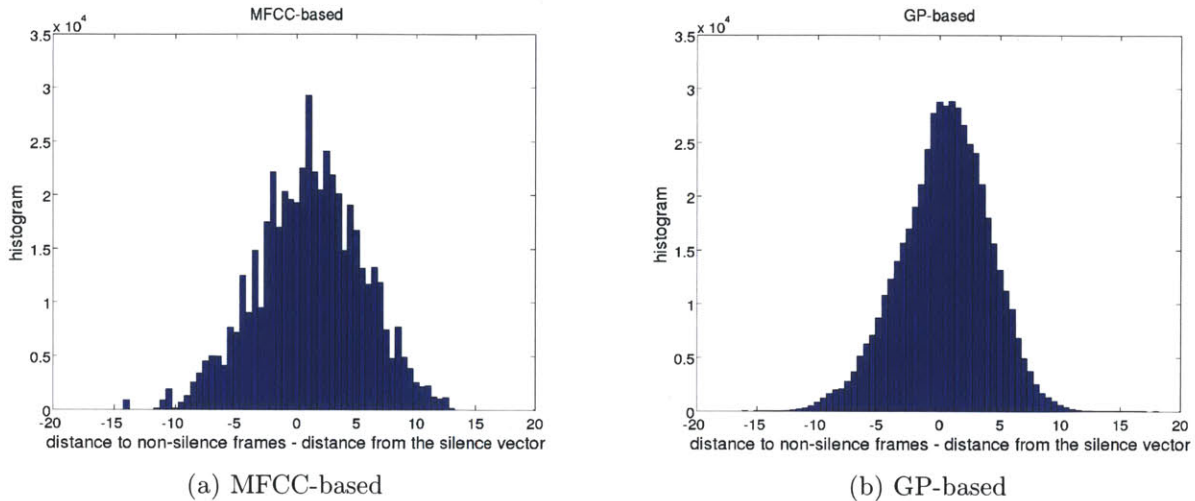 MFCC-based
x 10^4
3.5
3
2.5
2
1.5
1
0.5
0
histogram
-20 -15 -10 -5 0 5 10 15 20
distance to non-silence frames - distance from the silence vector
(a) MFCC-based
GP-based
x 10^4
3.5
3
2.5
2
1.5
1
0.5
0
histogram
-20 -15 -10 -5 0 5 10 15 20
distance to non-silence frames - distance from the silence vector
(b) GP-based